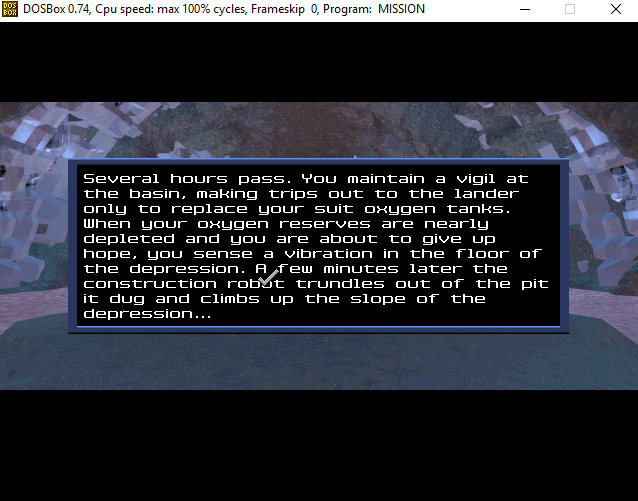 DOSBox 0.74, Cpu speed: max 100% cycles, Frameskip 0, Program: MISSION
DOS
BOX
Several hours pass. You maintain a vigil at
the basin, making trips out to the lander
only to replace your suit oxygen tanks.
When your oxygen reserves are nearly
depleted and you are about to give up
hope, you sense a vibration in the floor of
the depression. A few minutes later the
construction robot trundles out of the pit
it dug and climbs up the slope of the
depression...